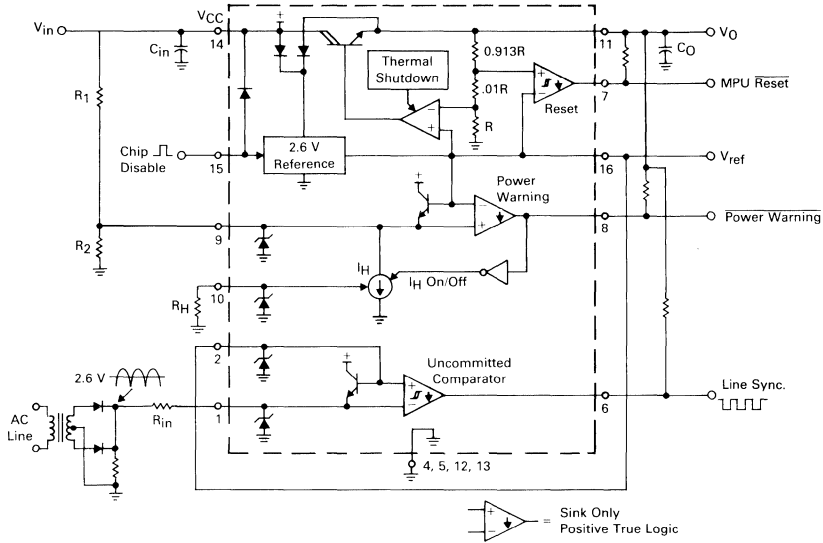 Vin
VCC
14
Cin
11
VO
CO
0.913R
Thermal
Shutdown
.01R
R
Reset
7
MPU Reset
R1
Chip
Disable
15
2.6 V
Reference
16
Vref
Power
Warning
8
Power Warning
R2
9
IH
IH On/Off
RH
10
2
Uncommitted
Comparator
2.6 V
AC
Line
Rin
1
6
Line Sync.
4, 5, 12, 13
= Sink Only
Positive True Logic